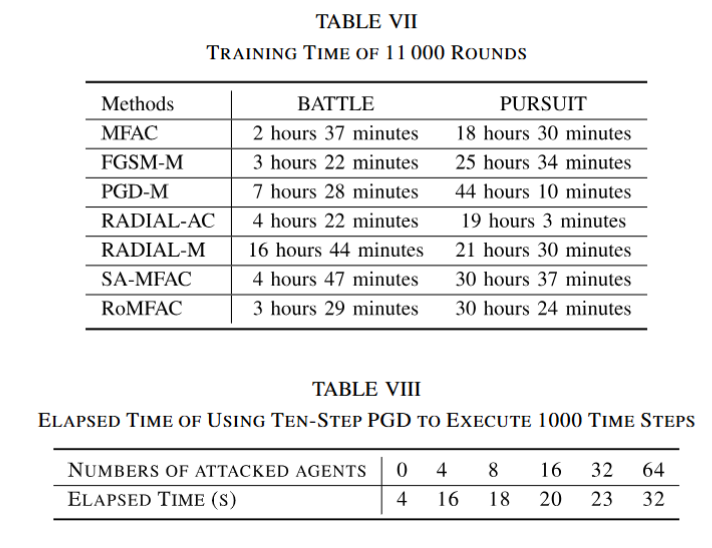 TABLE VII
TRAINING TIME OF 11 000 ROUNDS
Methods BATTLE PURSUIT
MFAC 2 hours 37 minutes 18 hours 30 minutes
FGSM-M 3 hours 22 minutes 25 hours 34 minutes
PGD-M 7 hours 28 minutes 44 hours 10 minutes
RADIAL-AC 4 hours 22 minutes 19 hours 3 minutes
RADIAL-M 16 hours 44 minutes 21 hours 30 minutes
SA-MFAC 4 hours 47 minutes 30 hours 37 minutes
RoMFAC 3 hours 29 minutes 30 hours 24 minutes
TABLE VIII
ELAPSED TIME OF USING TEN-STEP PGD TO EXECUTE 1000 TIME STEPS
NUMBERS OF ATTACKED AGENTS 0 4 8 16 32 64
ELAPSED TIME (S) 4 16 18 20 23 32